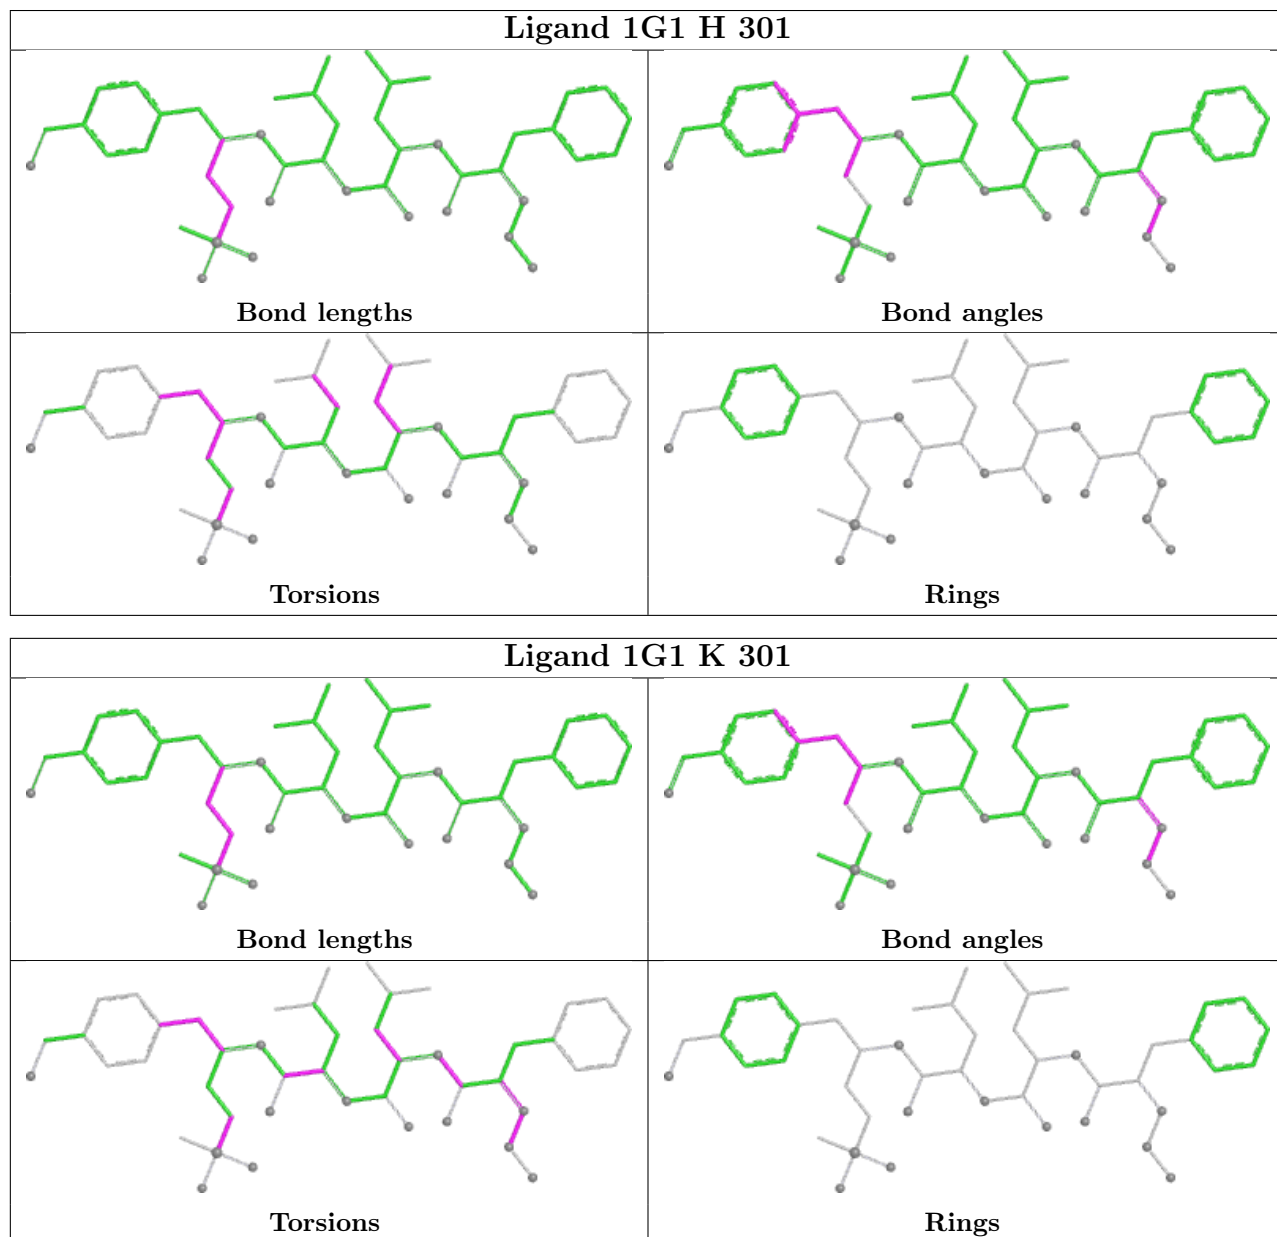 Ligand 1G1 H 301
Bond lengths
Bond angles
Torsions
Rings
Ligand 1G1 K 301
Bond lengths
Bond angles
Torsions
Rings